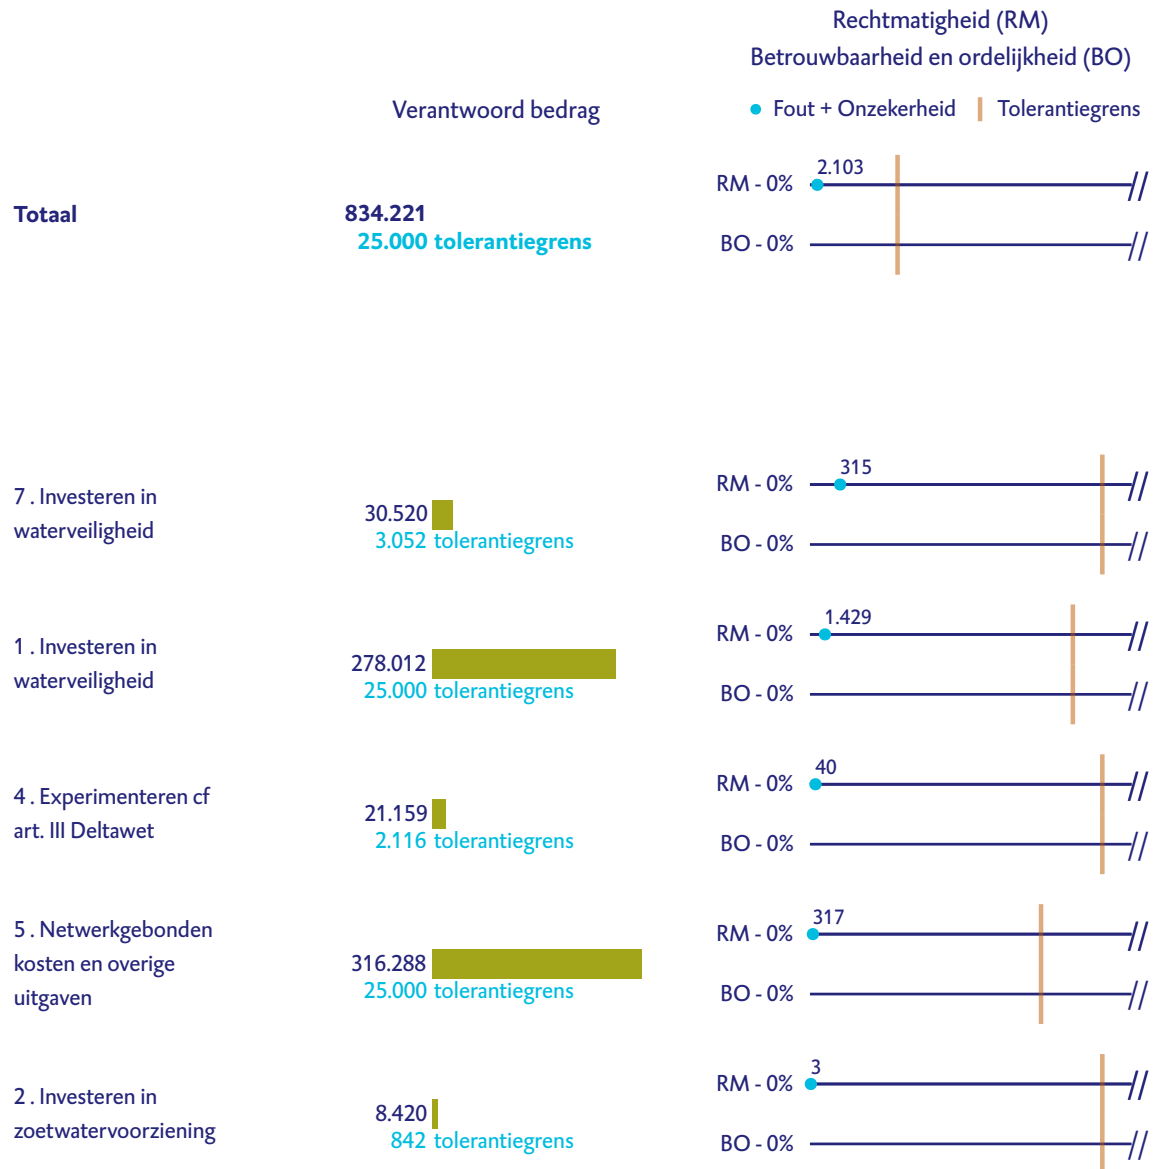 Rechtmatigheid (RM)
Betrouwbaarheid en ordelijkheid (BO)
Verantwoord bedrag
Fout + Onzekerheid
Tolerantiegrens
Totaal
834.221
25.000 tolerantiegrens
RM - 0%
2.103
BO - 0%
7 . Investeren in
waterveiligheid
30.520
3.052 tolerantiegrens
RM - 0%
315
BO - 0%
1 . Investeren in
waterveiligheid
278.012
25.000 tolerantiegrens
RM - 0%
1.429
BO - 0%
4 . Experimenteren cf
art. III Deltawet
21.159
2.116 tolerantiegrens
RM - 0%
40
BO - 0%
5 . Netwerkgebonden
kosten en overige
uitgaven
316.288
25.000 tolerantiegrens
RM - 0%
317
BO - 0%
2 . Investeren in
zoetwatervoorziening
8.420
842 tolerantiegrens
RM - 0%
3
BO - 0%